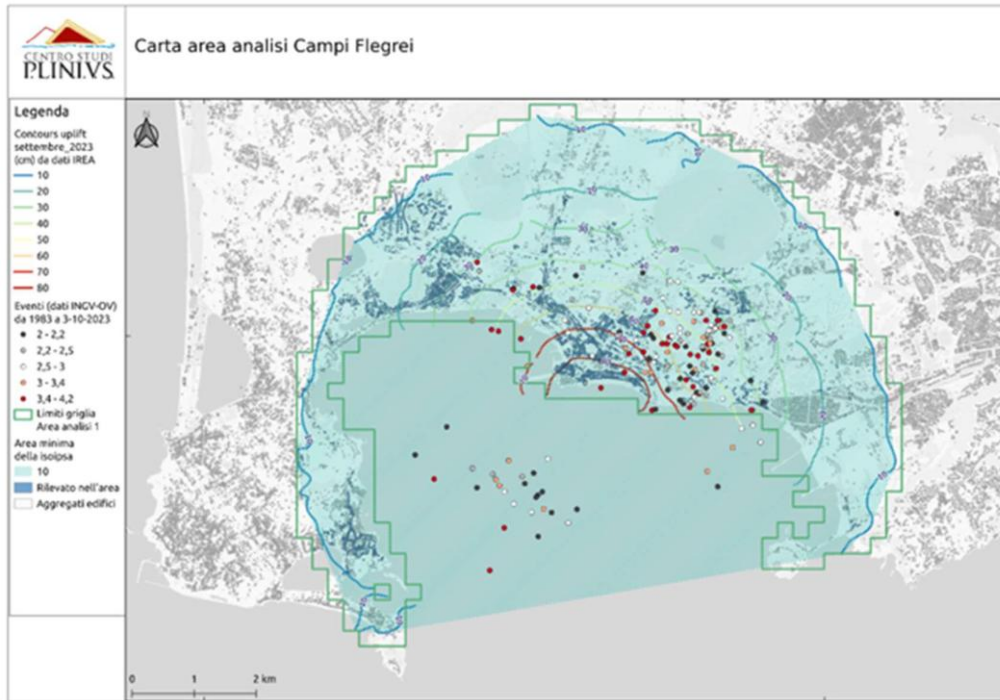 CENTRO STUDI
PLINIVS
Carta area analisi Campi Flegrei
Legenda
Contours uplift
settembre_2023
(cm) da dati IREA
10
20
30
40
50
60
70
80
Eventi (dati INGV-OV)
da 1983 a 3-10-2023
2 - 2,2
2,2 - 2,5
2,5 - 3
3 - 3,4
3,4 - 4,2
Limiti griglia
Area analisi 1
Area minima
della isoipsa
10
Rilevato nell'area
Aggregati edifici
0 1 2 km